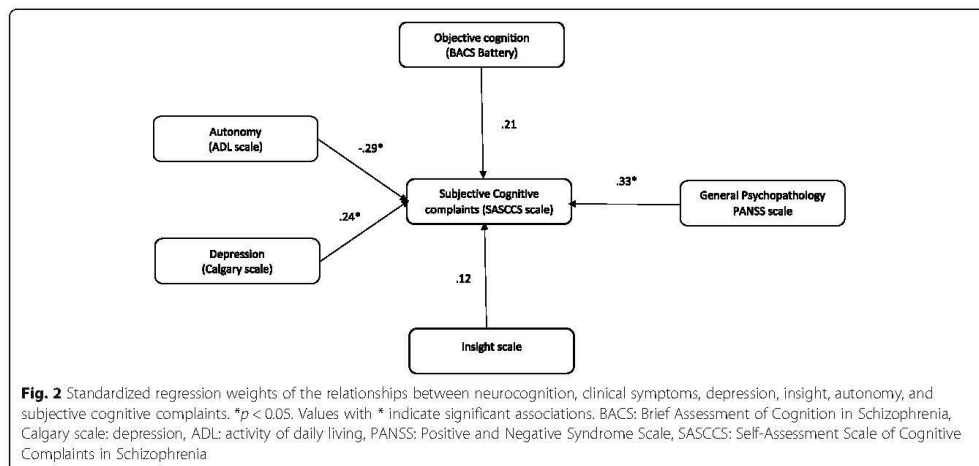 Objective cognition
(BACS Battery)
.21
Autonomy
(ADL scale)
-.29*
Subjective Cognitive
complaints (SASCCS scale)
.33*
General Psychopathology
PANSS scale
.24*
Depression
(Calgary scale)
.12
Insight scale
Fig. 2 Standardized regression weights of the relationships between neurocognition, clinical symptoms, depression, insight, autonomy, and
subjective cognitive complaints. *p < 0.05. Values with * indicate significant associations. BACS: Brief Assessment of Cognition in Schizophrenia,
Calgary scale: depression, ADL: activity of daily living, PANSS: Positive and Negative Syndrome Scale, SASCCS: Self-Assessment Scale of Cognitive
Complaints in Schizophrenia